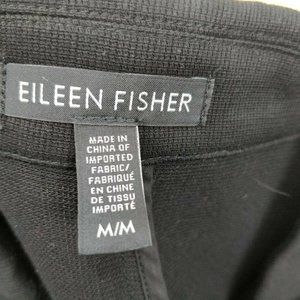 EILEEN FISHER
MADE IN
CHINA OF
IMPORTED
FABRIC/
FABRIQUÉ
EN CHINE
DE TISSU
IMPORTÉ
M/M